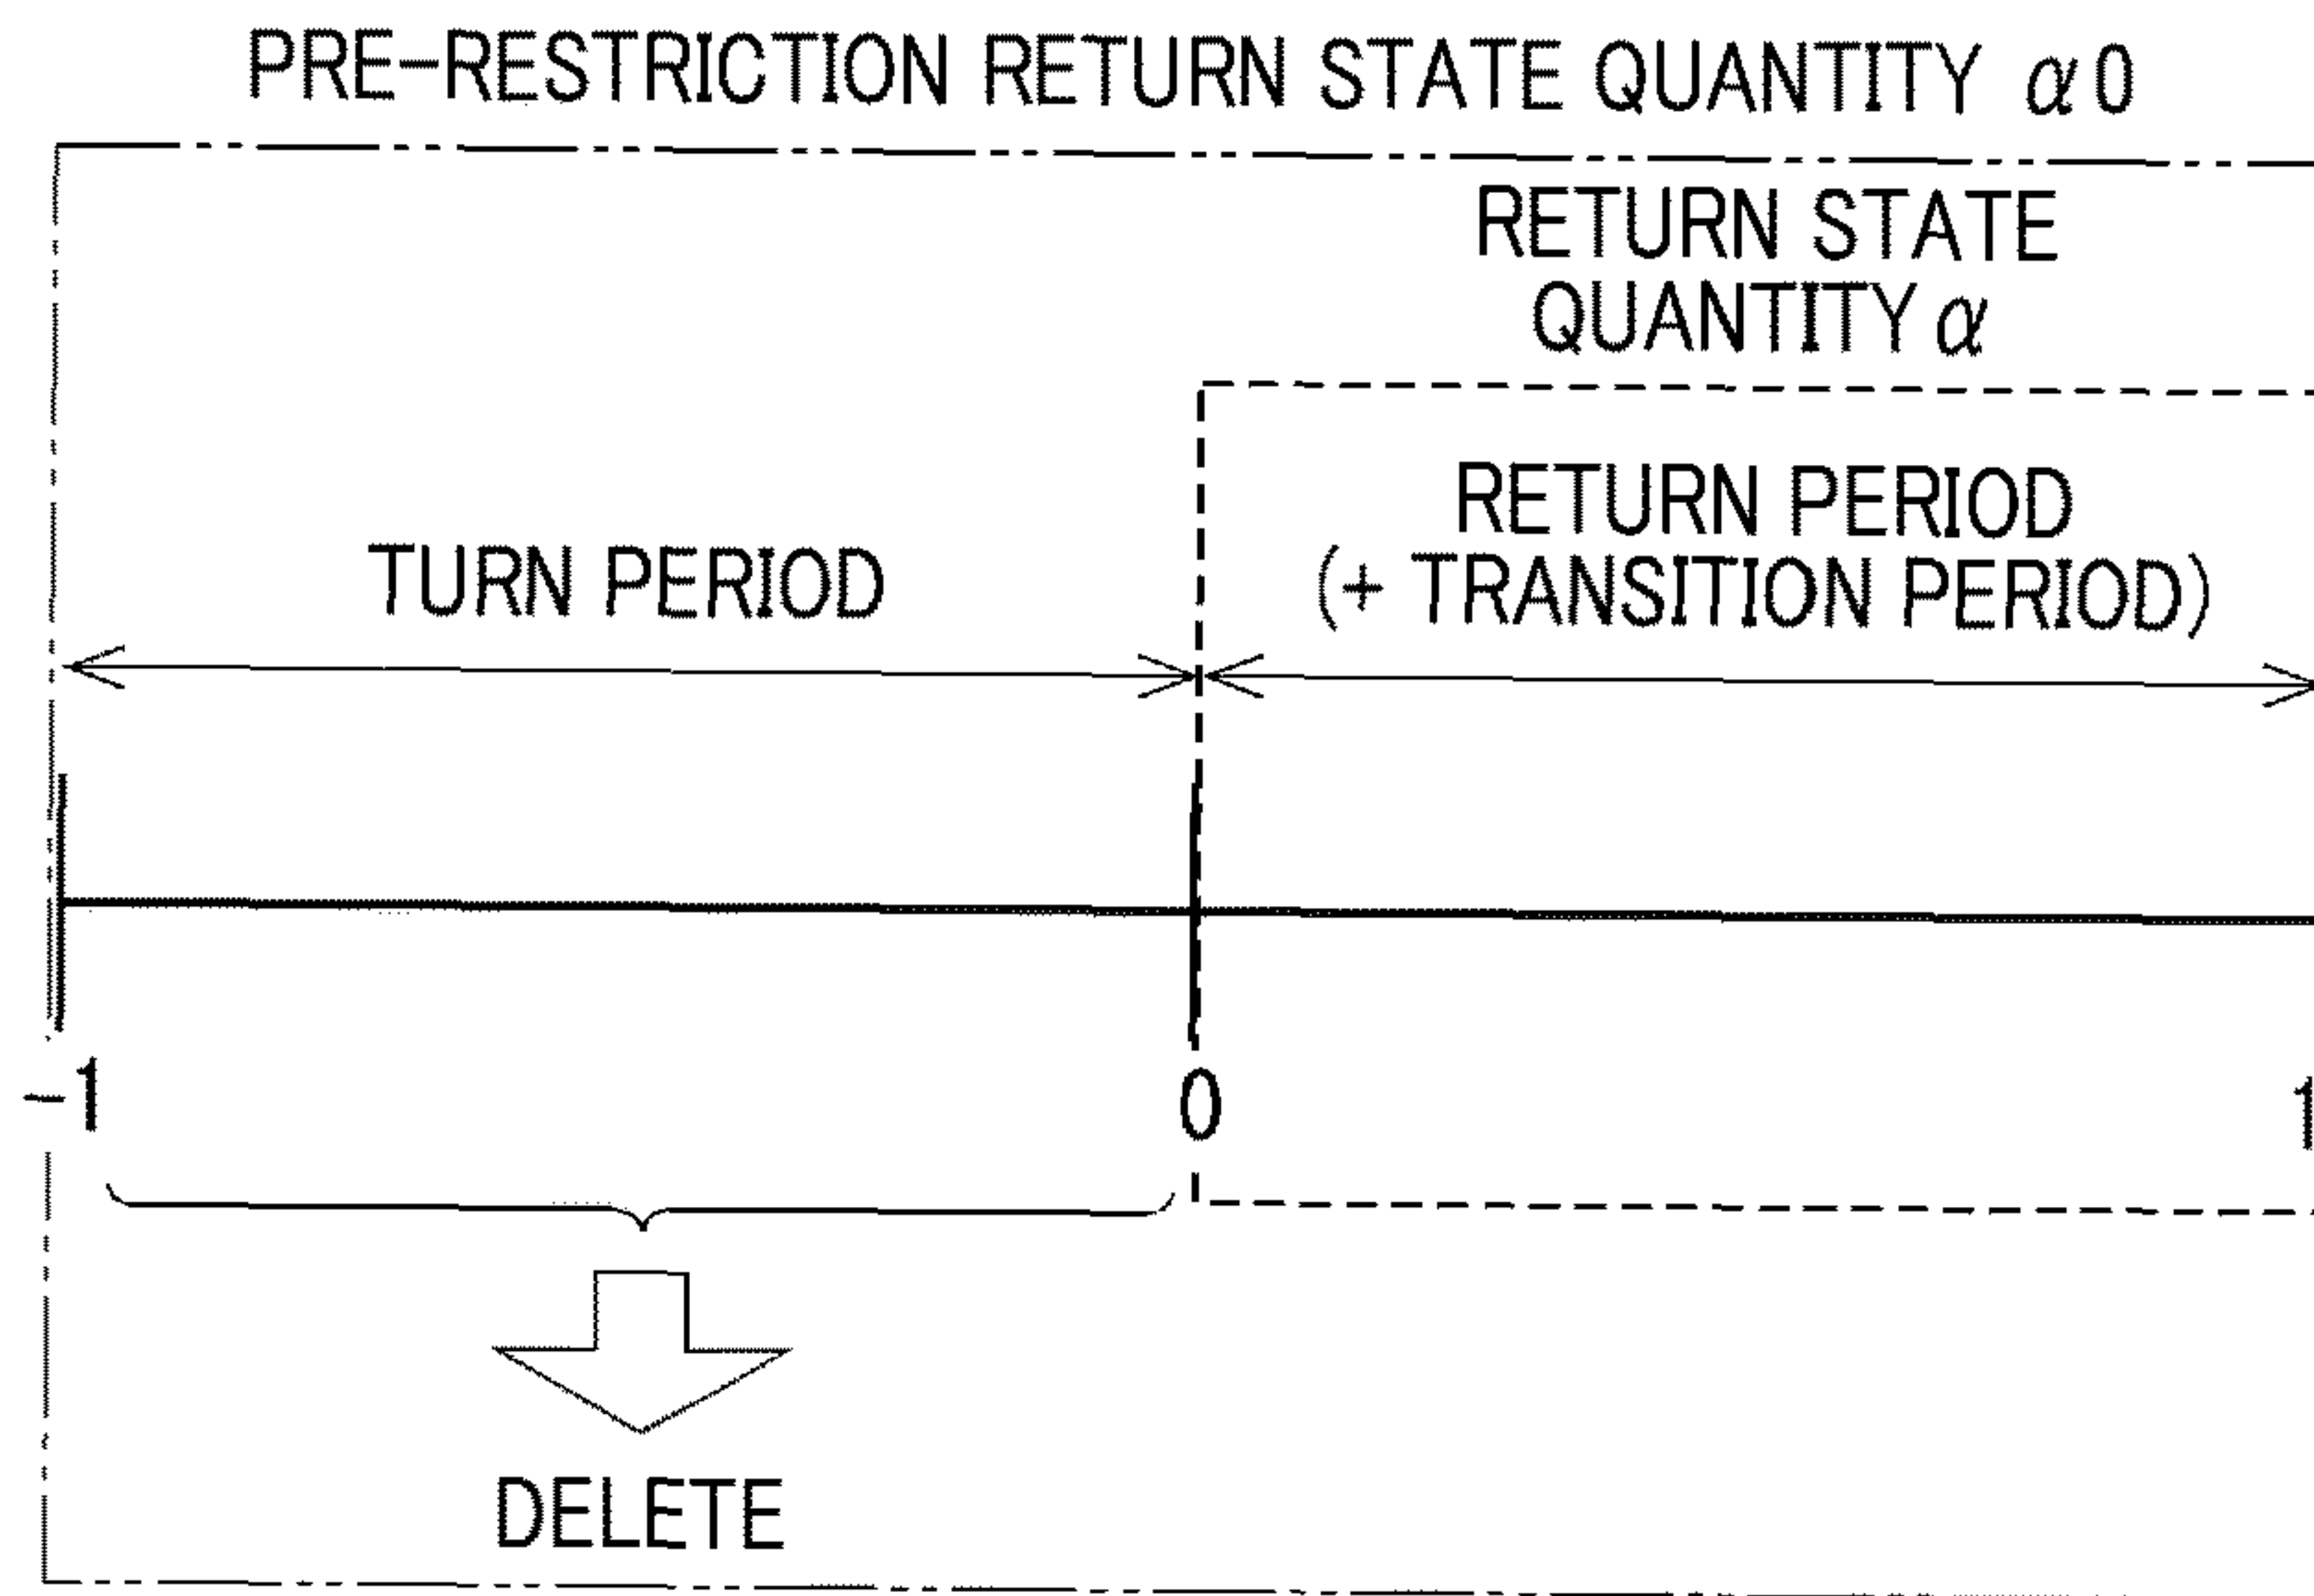 PRE-RESTRICTION RETURN STATE QUANTITY α0
RETURN STATE
QUANTITY α
RETURN PERIOD
(+ TRANSITION PERIOD)
TURN PERIOD
-1
0
1
DELETE